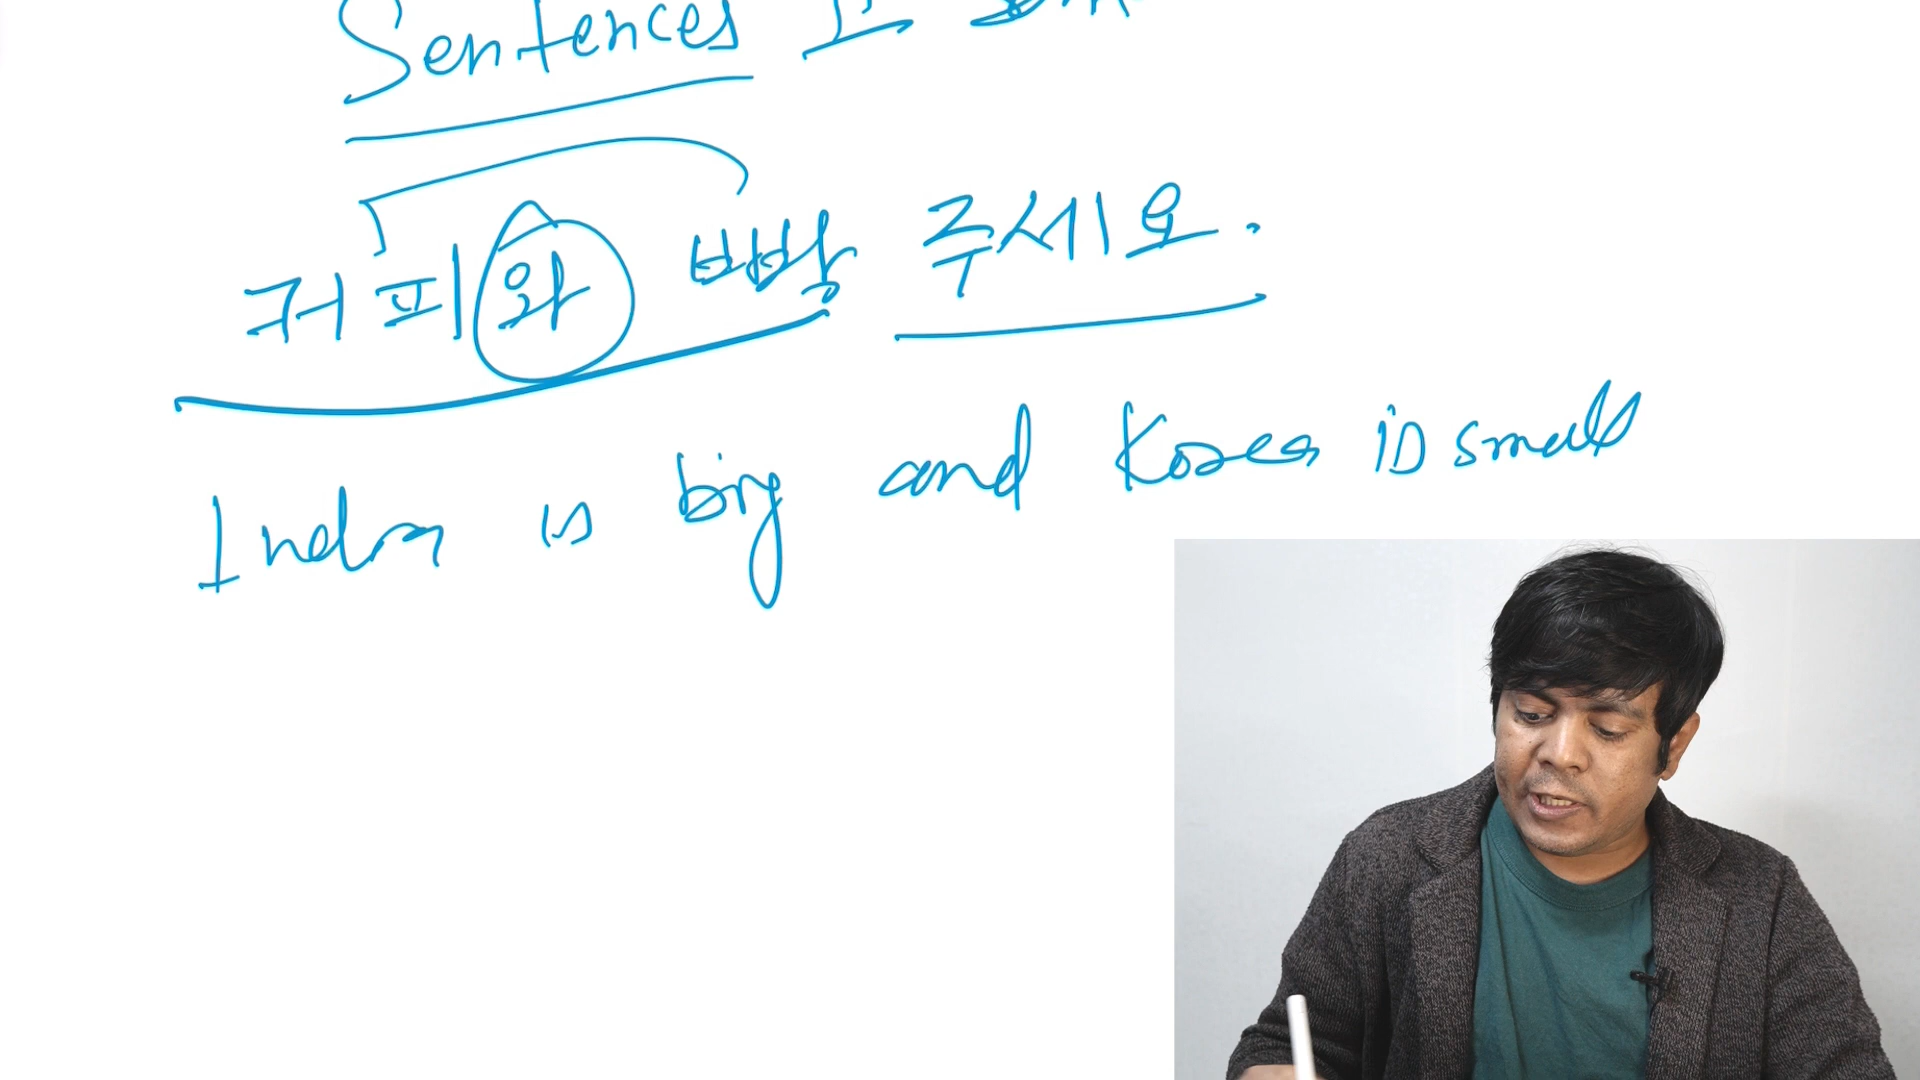 Sentences
커피와 빵 주세요.
India is big and Korea is small